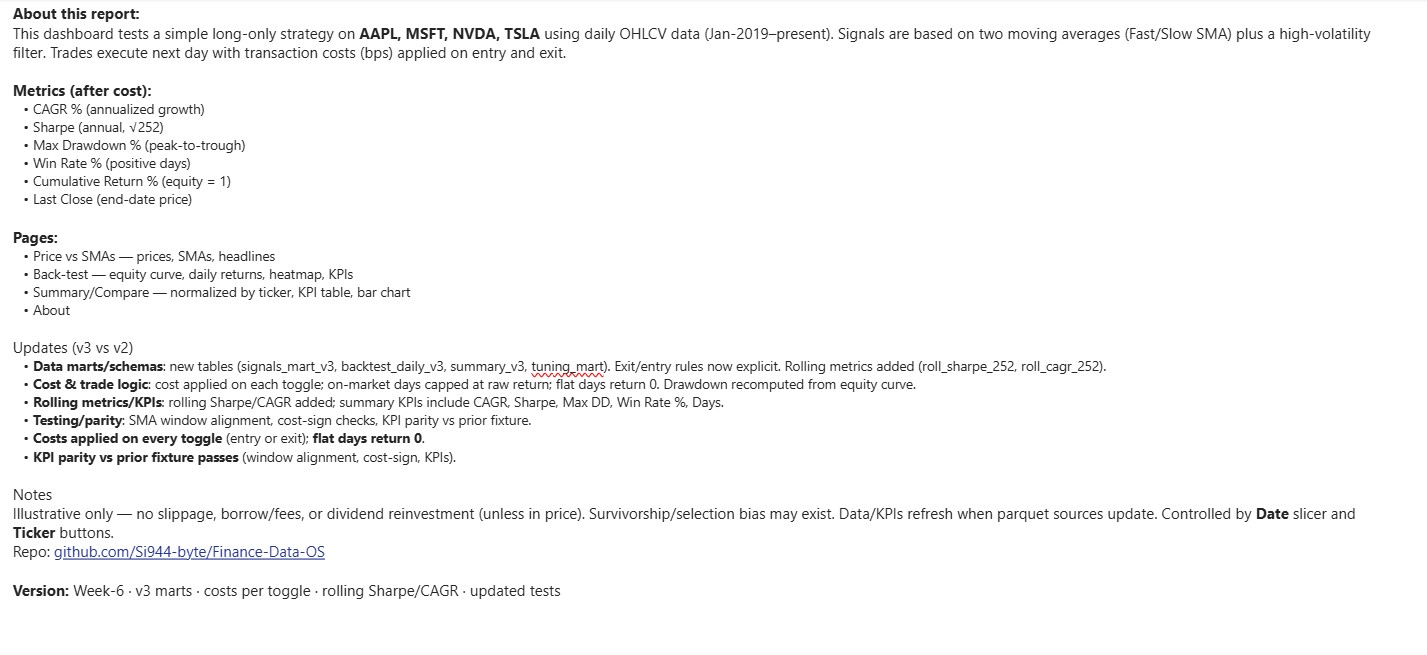 About this report:
This dashboard tests a simple long-only strategy on AAPL, MSFT, NVDA, TSLA using daily OHLCV data (Jan-2019–present). Signals are based on two moving averages (Fast/Slow SMA) plus a high-volatility
filter. Trades execute next day with transaction costs (bps) applied on entry and exit.
Metrics (after cost):
• CAGR % (annualized growth)
• Sharpe (annual, √252)
• Max Drawdown % (peak-to-trough)
• Win Rate % (positive days)
• Cumulative Return % (equity = 1)
• Last Close (end-date price)
Pages:
• Price vs SMAs — prices, SMAs, headlines
• Back-test — equity curve, daily returns, heatmap, KPIs
• Summary/Compare — normalized by ticker, KPI table, bar chart
• About
Updates (v3 vs v2)
• Data marts/schemas: new tables (signals_mart_v3, backtest_daily_v3, summary_v3, tuning_mart). Exit/entry rules now explicit. Rolling metrics added (roll_sharpe_252, roll_cagr_252).
• Cost & trade logic: cost applied on each toggle; on-market days capped at raw return; flat days return 0. Drawdown recomputed from equity curve.
• Rolling metrics/KPIs: rolling Sharpe/CAGR added; summary KPIs include CAGR, Sharpe, Max DD, Win Rate %, Days.
• Testing/parity: SMA window alignment, cost-sign checks, KPI parity vs prior fixture.
• Costs applied on every toggle (entry or exit); flat days return 0.
• KPI parity vs prior fixture passes (window alignment, cost-sign, KPIs).
Notes
Illustrative only — no slippage, borrow/fees, or dividend reinvestment (unless in price). Survivorship/selection bias may exist. Data/KPIs refresh when parquet sources update. Controlled by Date slicer and
Ticker buttons.
Repo: github.com/Si944-byte/Finance-Data-OS
Version: Week-6 · v3 marts · costs per toggle · rolling Sharpe/CAGR · updated tests